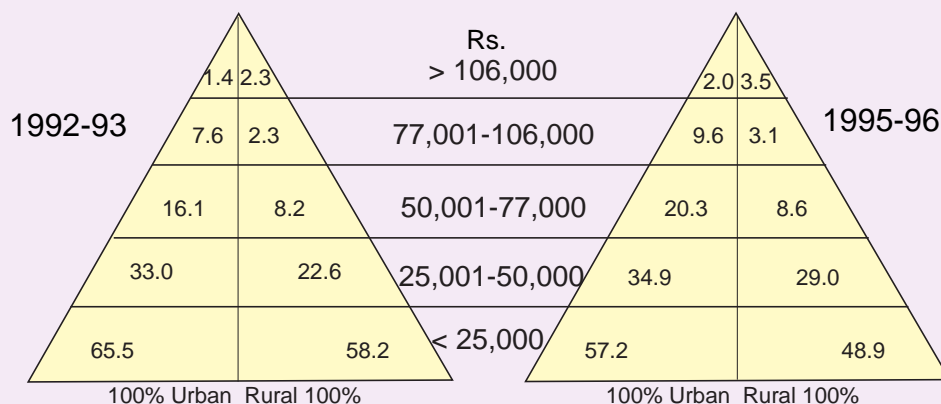 Rs.
1.4 2.3 > 106,000 2.0 3.5
1992-93 7.6 2.3 77,001-106,000 9.6 3.1 1995-96
16.1 8.2 50,001-77,000 20.3 8.6
33.0 22.6 25,001-50,000 34.9 29.0
65.5 58.2 < 25,000 57.2 48.9
100% Urban Rural 100% 100% Urban Rural 100%